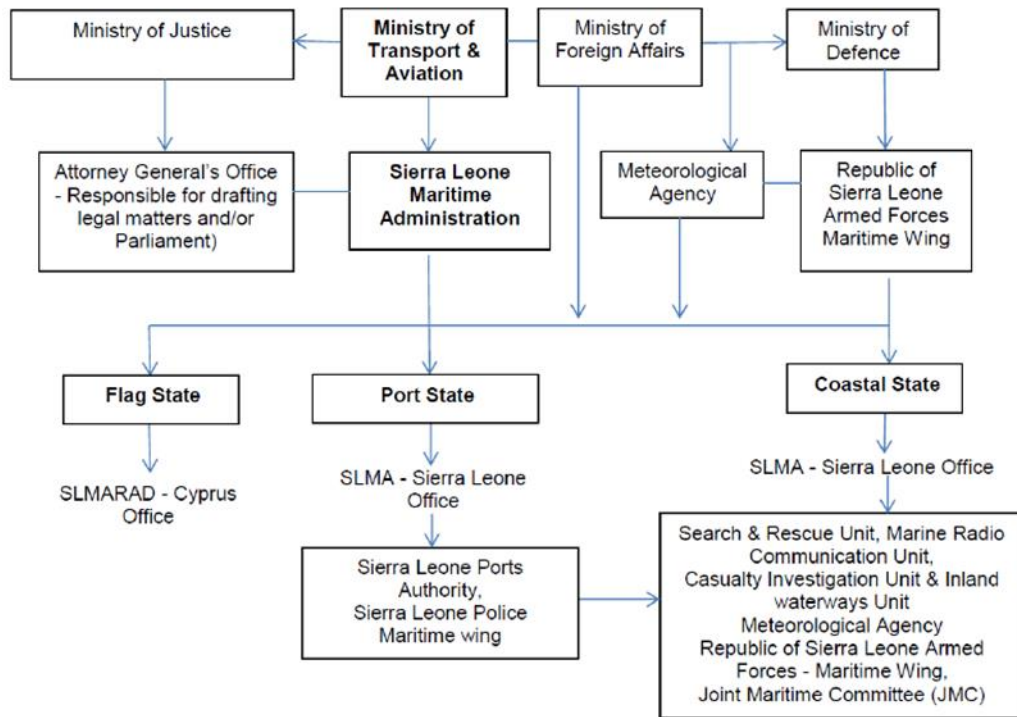 Ministry of Justice
Ministry of
Transport &
Aviation
Ministry of
Foreign Affairs
Ministry of
Defence
Attorney General's Office
- Responsible for drafting
legal matters and/or
Parliament)
Sierra Leone
Maritime
Administration
Meteorological
Agency
Republic of
Sierra Leone
Armed Forces
Maritime Wing
Flag State
Port State
Coastal State
SLMARAD - Cyprus
Office
SLMA - Sierra Leone
Office
SLMA - Sierra Leone Office
Sierra Leone Ports
Authority,
Sierra Leone Police
Maritime wing
Search & Rescue Unit, Marine Radio
Communication Unit,
Casualty Investigation Unit & Inland
waterways Unit
Meteorological Agency
Republic of Sierra Leone Armed
Forces - Maritime Wing,
Joint Maritime Committee (JMC)